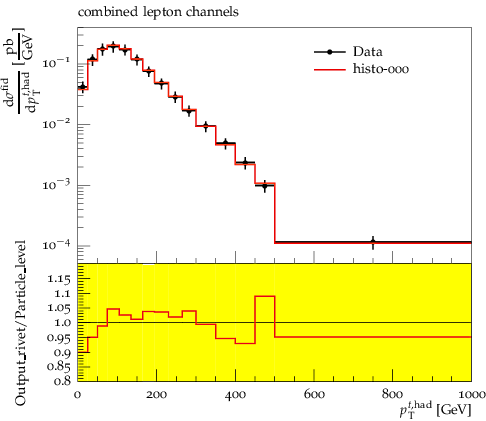 combined lepton channels
dσ^fid / dp_T^{t,had} [pb/GeV]
Data
histo-ooo
10^−1
10^−2
10^−3
10^−4
Output_rivet/Particle_level
1.15
1.1
1.05
1.0
0.95
0.9
0.85
0.8
0 200 400 600 800 1000
p_T^{t,had} [GeV]